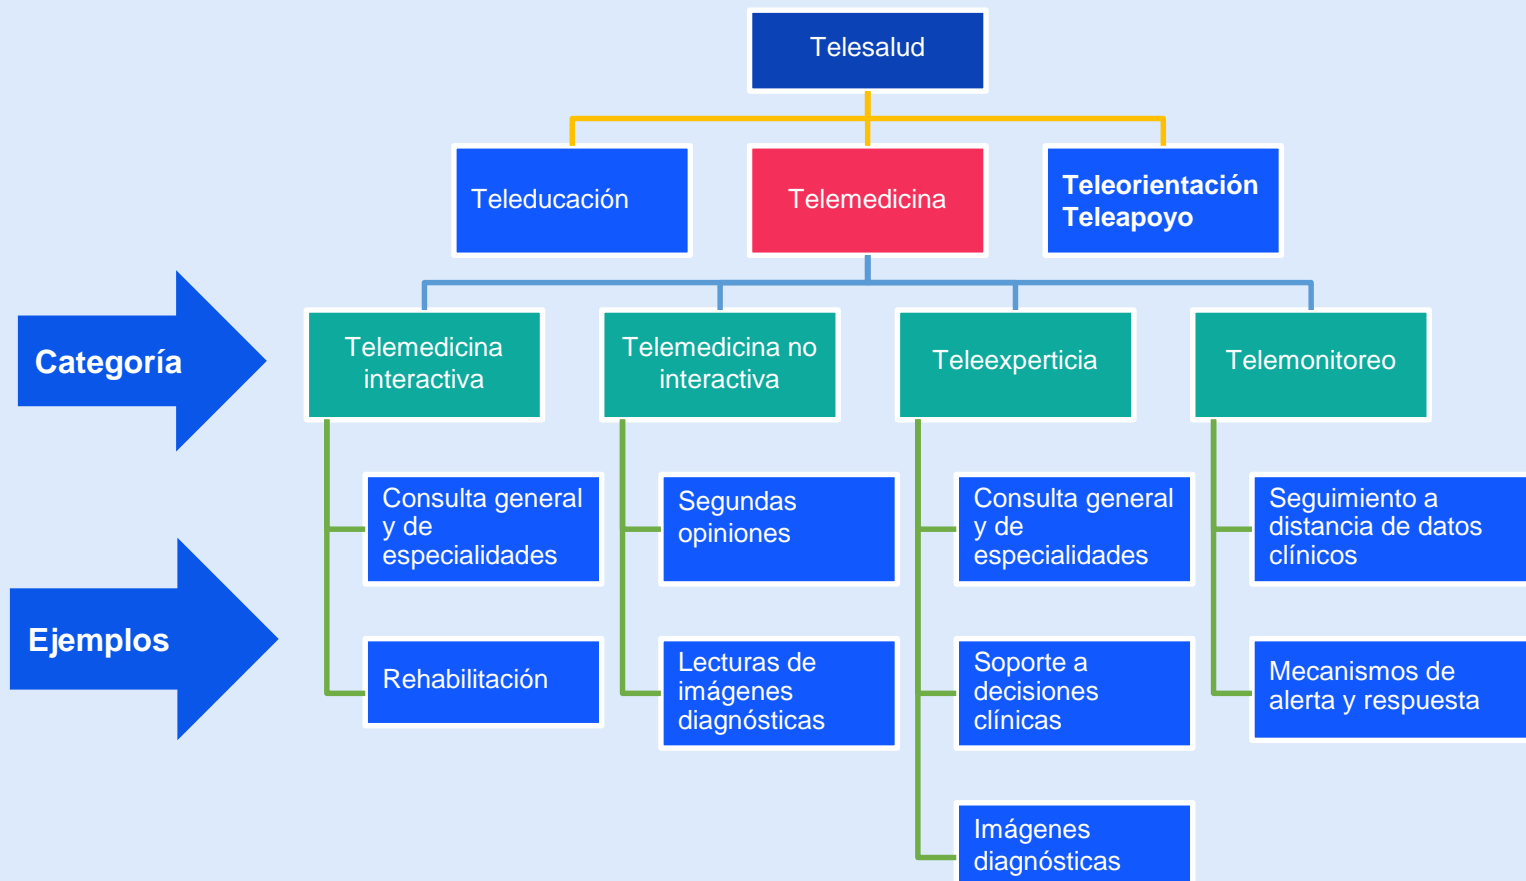 Telesalud
Teleducación
Telemedicina
Teleorientación
Teleapoyo
Categoría
Telemedicina
interactiva
Telemedicina no
interactiva
Teleexperticia
Telemonitoreo
Ejemplos
Consulta general
y de
especialidades
Rehabilitación
Segundas
opiniones
Lecturas de
imágenes
diagnósticas
Consulta general
y de
especialidades
Soporte a
decisiones
clínicas
Imágenes
diagnósticas
Seguimiento a
distancia de datos
clínicos
Mecanismos de
alerta y respuesta